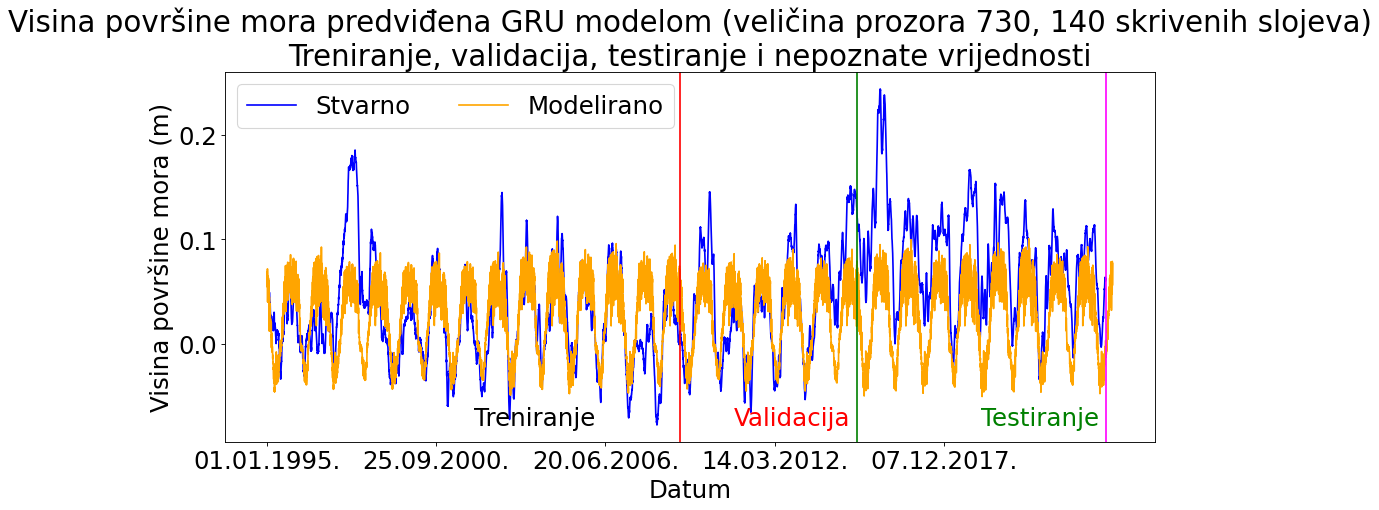 Visina površine mora predviđena GRU modelom (veličina prozora 730, 140 skrivenih slojeva)
Treniranje, validacija, testiranje i nepoznate vrijednosti
Stvarno
Modelirano
Visina površine mora (m)
0.2
0.1
0.0
Treniranje
Validacija
Testiranje
01.01.1995.
25.09.2000.
20.06.2006.
14.03.2012.
07.12.2017.
Datum